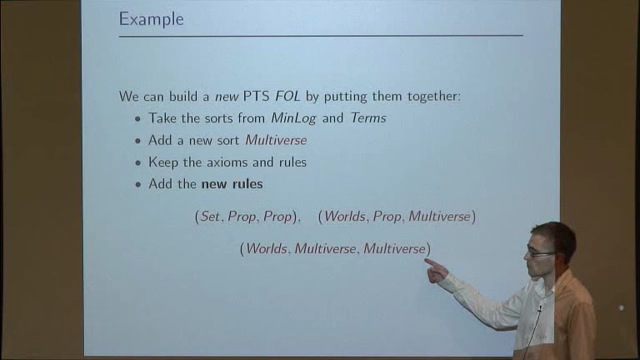 Example
We can build a new PTS FOL by putting them together:
• Take the sorts from MinLog and Terms
• Add a new sort Multiverse
• Keep the axioms and rules
• Add the new rules
(Set, Prop, Prop), (Worlds, Prop, Multiverse)
(Worlds, Multiverse, Multiverse)